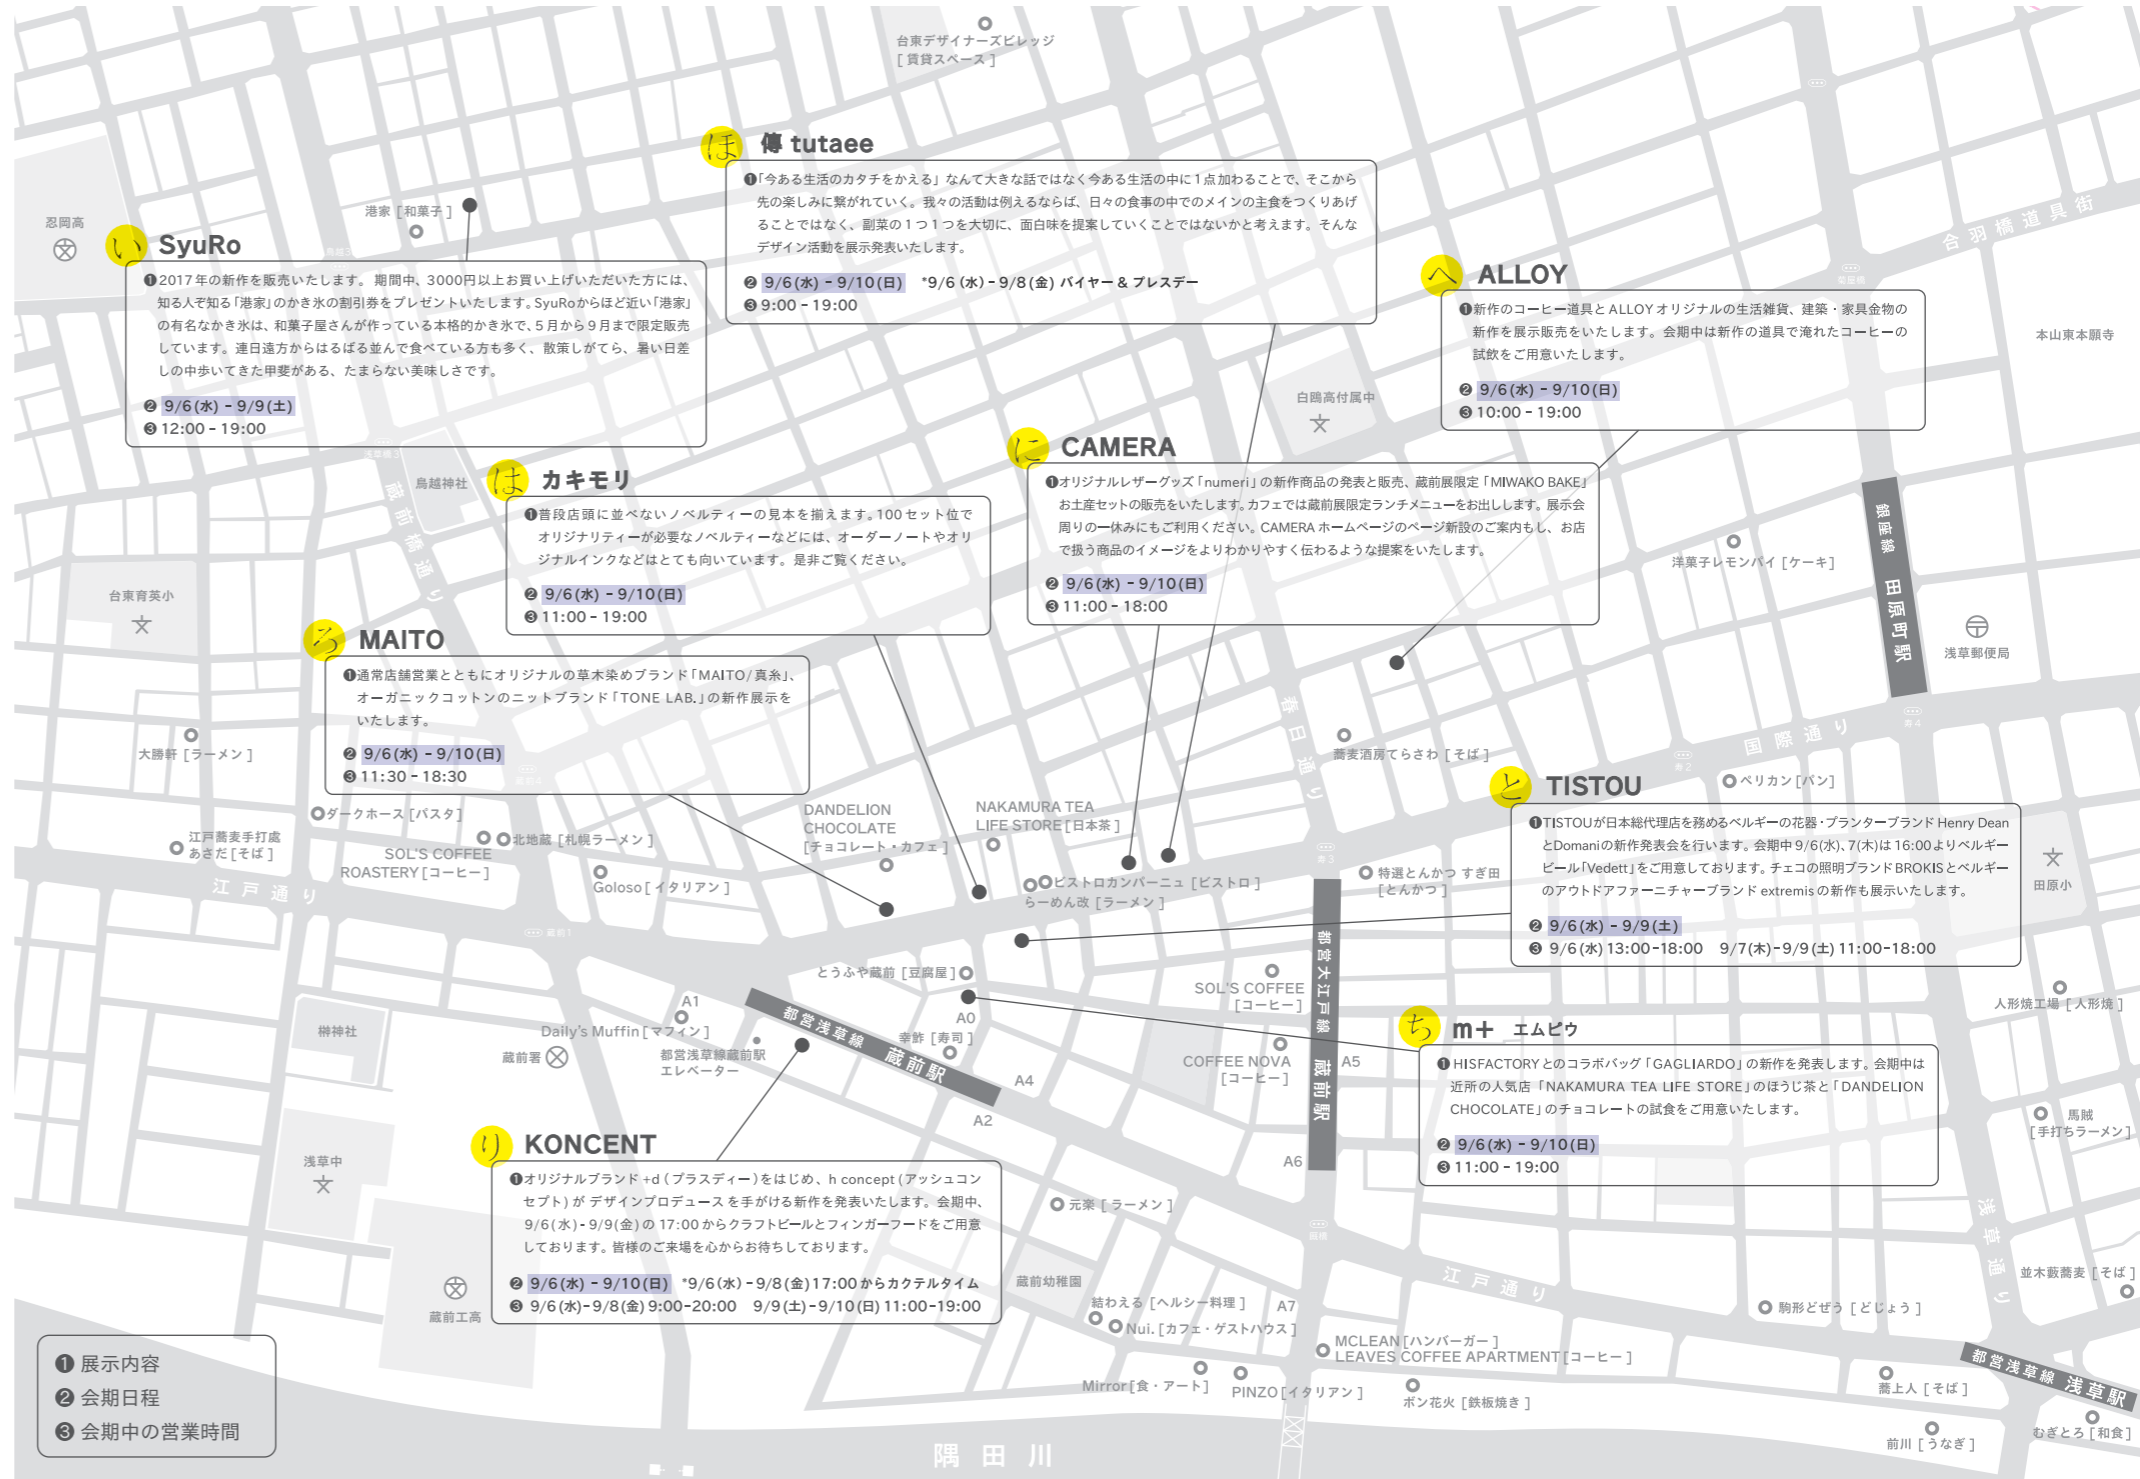 台東デザイナーズビレッジ
[ 賃貸スペース ]
ほ 傳 tutaee
❶「今ある生活のカタチをかえる」なんて大きな話ではなく今ある生活の中に1点加わることで、そこから
先の楽しみに繋がれていく。我々の活動は例えるならば、日々の食事の中でのメインの主食をつくりあげ
ることではなく、副菜の1つ1つを大切に、面白味を提案していくことではないかと考えます。そんな
デザイン活動を展示発表いたします。
❷ 9/6(水) - 9/10(日) *9/6 (水) - 9/8(金) バイヤー & プレスデー
❸ 9:00 - 19:00
忍岡高
港家 [和菓子]
鳥越3
い SyuRo
❶2017年の新作を販売いたします。期間中、3000円以上お買い上げいただいた方には、
知る人ぞ知る「港家」のかき氷の割引券をプレゼントいたします。SyuRoからほど近い「港家」
の有名なかき氷は、和菓子屋さんが作っている本格的かき氷で、5月から9月まで限定販売
しています。連日遠方からはるばる並んで食べている方も多く、散策しがてら、暑い日差
しの中歩いてきた甲斐がある、たまらない美味しさです。
❷ 9/6(水) - 9/9(土)
❸ 12:00 - 19:00
合羽橋道具街
菊屋橋
本山東本願寺
へ ALLOY
❶新作のコーヒー道具とALLOYオリジナルの生活雑貨、建築・家具金物の
新作を展示販売をいたします。会期中は新作の道具で淹れたコーヒーの
試飲をご用意いたします。
❷ 9/6(水) - 9/10(日)
❸ 10:00 - 19:00
白鴎高付属中
浅草橋3
鳥越神社
蔵前橋通り
は カキモリ
❶普段店頭に並べないノベルティーの見本を揃えます。100セット位で
オリジナリティーが必要なノベルティーなどには、オーダーノートやオリ
ジナルインクなどはとても向いています。是非ご覧ください。
❷ 9/6(水) - 9/10(日)
❸ 11:00 - 19:00
に CAMERA
❶オリジナルレザーグッズ「numeri」の新作商品の発表と販売、蔵前展限定「MIWAKO BAKE」
お土産セットの販売をいたします。カフェでは蔵前展限定ランチメニューをお出しします。展示会
周りの一休みにもご利用ください。CAMERAホームページのページ新設のご案内もし、お店
で扱う商品のイメージをよりわかりやすく伝わるような提案をいたします。
❷ 9/6(水) - 9/10(日)
❸ 11:00 - 18:00
洋菓子レモンパイ [ケーキ]
銀座線 田原町駅
浅草郵便局
台東育英小
ろ MAITO
❶通常店舗営業とともにオリジナルの草木染めブランド「MAITO/真糸」、
オーガニックコットンのニットブランド「TONE LAB.」の新作展示を
いたします。
❷ 9/6(水) - 9/10(日)
❸ 11:30 - 18:30
大勝軒 [ラーメン]
蔵前4
春日通り
蕎麦酒房てらさわ [そば]
寿2
国際通り
寿4
ペリカン [パン]
と TISTOU
❶TISTOUが日本総代理店を務めるベルギーの花器・プランターブランド Henry Dean
とDomaniの新作発表会を行います。会期中9/6(水)、7(木)は16:00よりベルギー
ビール「Vedett」をご用意しております。チェコの照明ブランドBROKISとベルギー
のアウトドアファーニチャーブランド extremis の新作も展示いたします。
❷ 9/6(水) - 9/9(土)
❸ 9/6(水) 13:00-18:00 9/7(木)-9/9(土) 11:00-18:00
田原小
ダークホース [パスタ]
江戸蕎麦手打處
あさだ [そば]
北地蔵 [札幌ラーメン]
SOL'S COFFEE
ROASTERY [コーヒー]
Goloso [イタリアン]
DANDELION
CHOCOLATE
[チョコレート・カフェ]
NAKAMURA TEA
LIFE STORE [日本茶]
ビストロカンパーニュ [ビストロ]
らーめん改 [ラーメン]
寿3
特選とんかつ すぎ田
[とんかつ]
江戸通り
蔵前1
とうふや蔵前 [豆腐屋]
A0
幸鮓 [寿司]
都営浅草線 蔵前駅
A1
Daily's Muffin [マフィン]
都営浅草線蔵前駅
エレベーター
蔵前署
榊神社
A4
A2
SOL'S COFFEE
[コーヒー]
COFFEE NOVA
[コーヒー]
都営大江戸線 蔵前駅
A5
A6
人形焼工場 [人形焼]
ち m+ エムピウ
❶ HISFACTORYとのコラボバッグ「GAGLIARDO」の新作を発表します。会期中は
近所の人気店「NAKAMURA TEA LIFE STORE」のほうじ茶と「DANDELION
CHOCOLATE」のチョコレートの試食をご用意いたします。
❷ 9/6(水) - 9/10(日)
❸ 11:00 - 19:00
馬賊
[手打ちラーメン]
浅草中
り KONCENT
❶オリジナルブランド +d (プラスディー)をはじめ、h concept (アッシュコン
セプト) が デザインプロデュース を手がける新作を発表いたします。会期中、
9/6(水) - 9/9(金) の 17:00 からクラフトビールとフィンガーフードをご用意
しております。皆様のご来場を心からお待ちしております。
❷ 9/6(水) - 9/10(日) *9/6(水) - 9/8(金)17:00からカクテルタイム
❸ 9/6(水)-9/8(金) 9:00-20:00 9/9(土)-9/10(日) 11:00-19:00
蔵前工高
元楽 [ラーメン]
厩橋
蔵前幼稚園
結わえる [ヘルシー料理]
A7
Nui. [カフェ・ゲストハウス]
江戸通り
浅草通り
駒形どぜう [どじょう]
並木藪蕎麦 [そば]
MCLEAN [ハンバーガー]
LEAVES COFFEE APARTMENT [コーヒー]
Mirror [食・アート]
PINZO [イタリアン]
ボン花火 [鉄板焼き]
都営浅草線 浅草駅
蕎上人 [そば]
前川 [うなぎ]
むぎとろ [和食]
❶ 展示内容
❷ 会期日程
❸ 会期中の営業時間
隅田川